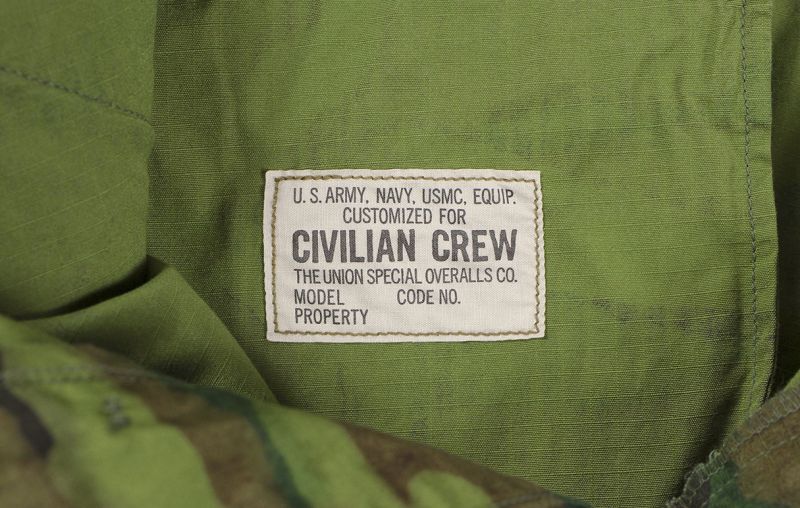 U. S. ARMY, NAVY, USMC, EQUIP.
CUSTOMIZED FOR
CIVILIAN CREW
THE UNION SPECIAL OVERALLS CO.
MODEL CODE NO.
PROPERTY